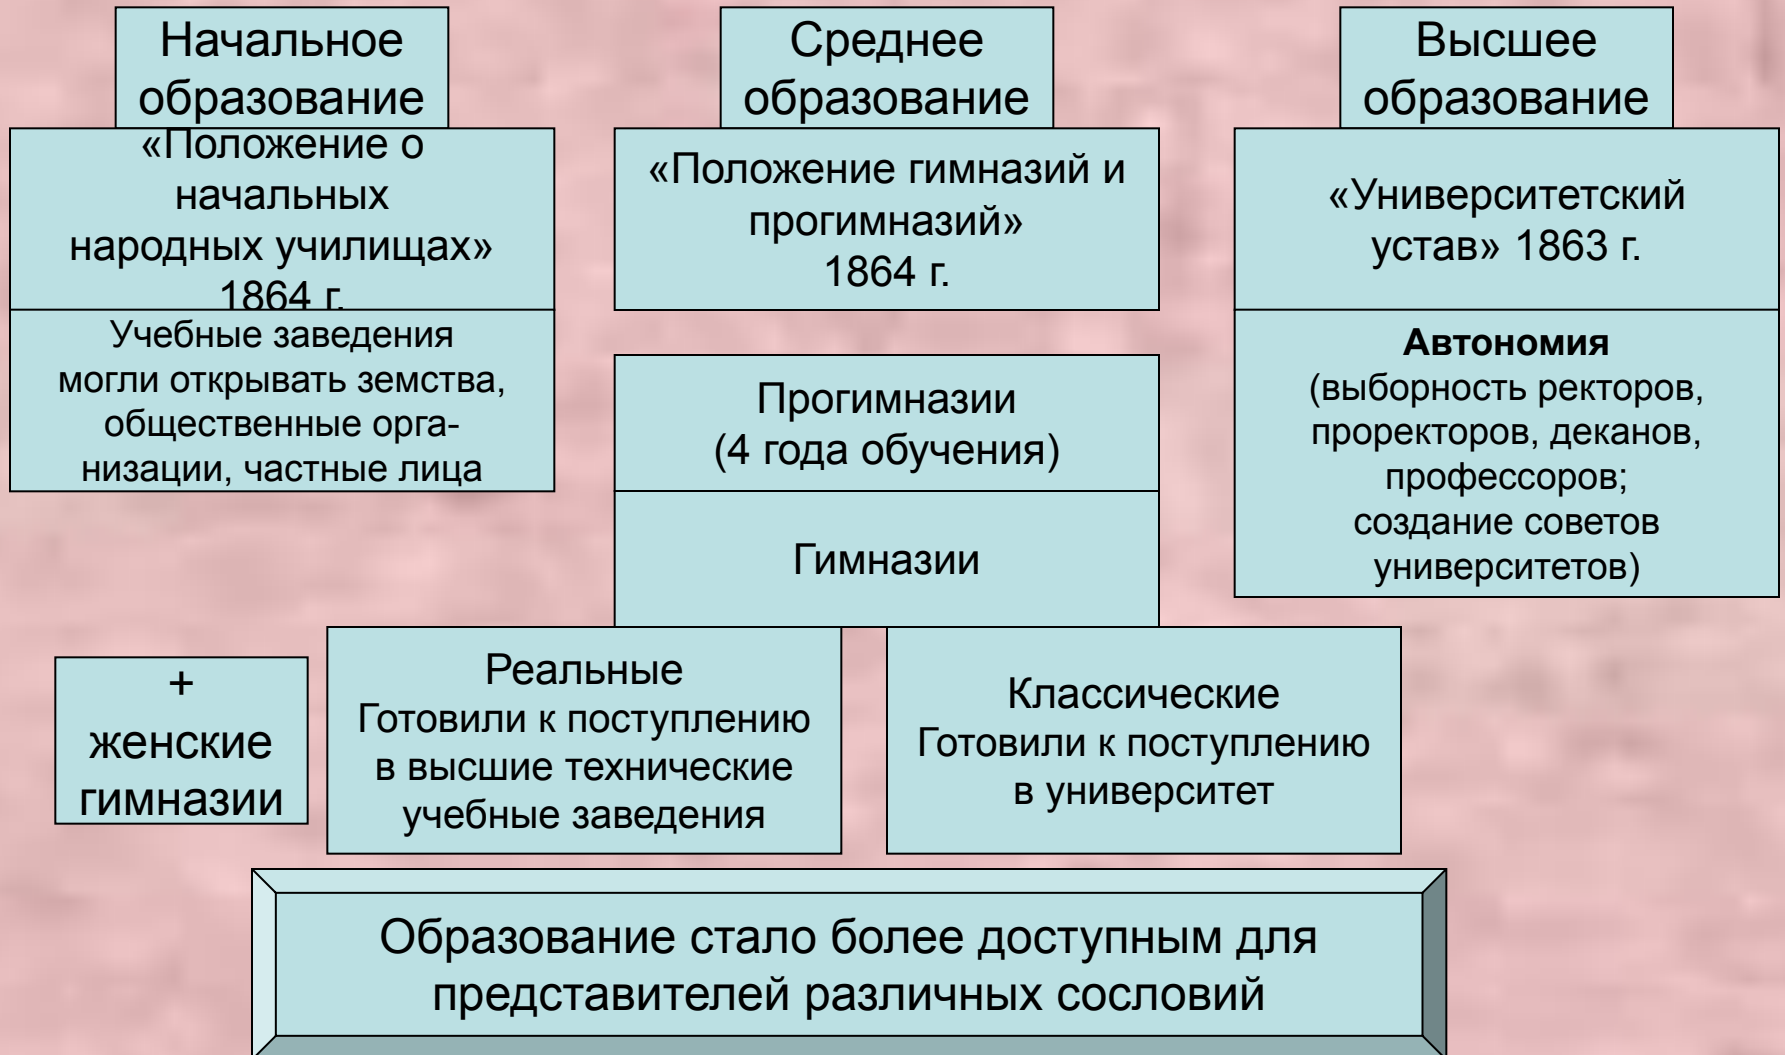 Начальное
образование
«Положение о
начальных
народных училищах»
1864 г.
Учебные заведения
могли открывать земства,
общественные орга-
низации, частные лица
Среднее
образование
«Положение гимназий и
прогимназий»
1864 г.
Прогимназии
(4 года обучения)
Гимназии
Высшее
образование
«Университетский
устав» 1863 г.
Автономия
(выборность ректоров,
проректоров, деканов,
профессоров;
создание советов
университетов)
+
женские
гимназии
Реальные
Готовили к поступлению
в высшие технические
учебные заведения
Классические
Готовили к поступлению
в университет
Образование стало более доступным для
представителей различных сословий